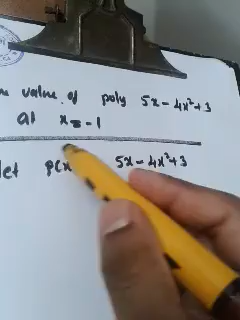 value of poly 5x - 4x² + 3
at x = -1
let p(x 5x - 4x² + 3